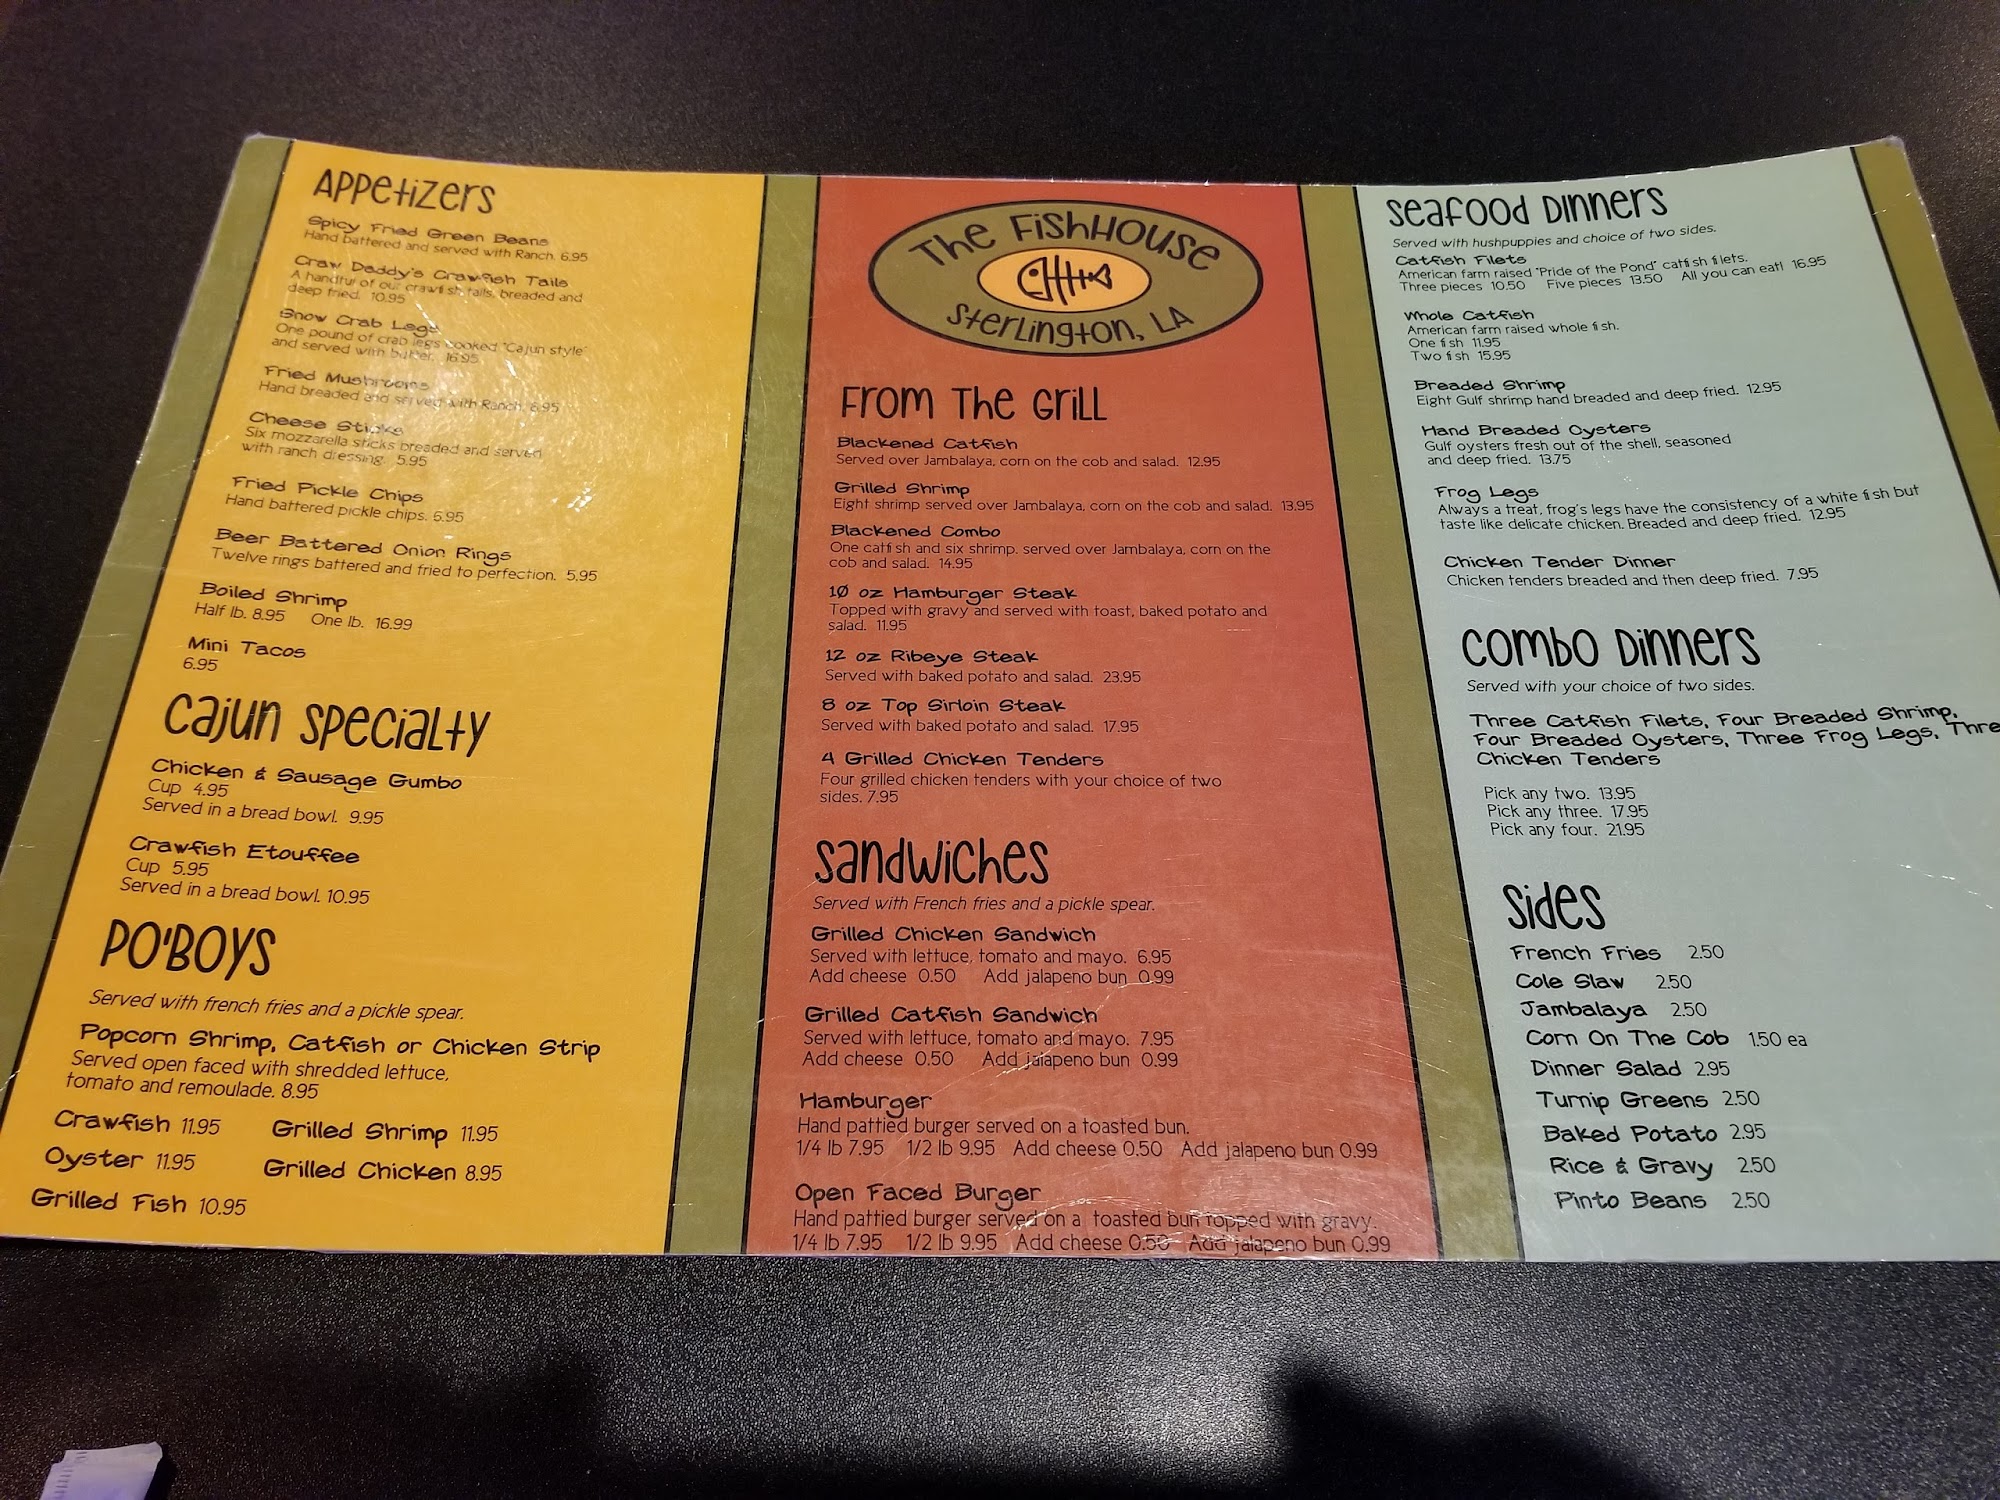 Appetizers
Spicy Fried Green Beans
Hand battered and served with Ranch. 6.95
Craw Daddy's Crawfish Tails
A handful of our crawfish tails, breaded and
deep fried. 10.95
Snow Crab Legs
One pound of crab legs cooked "Cajun style"
and served with butter. 16.95
Fried Mushrooms
Hand breaded and served with Ranch. 6.95
Cheese Sticks
Six mozzarella sticks breaded and served
with ranch dressing. 5.95
Fried Pickle Chips
Hand battered pickle chips. 5.95
Beer Battered Onion Rings
Twelve rings battered and fried to perfection. 5.95
Boiled Shrimp
Half lb. 8.95 One lb. 16.99
Mini Tacos
6.95
Cajun Specialty
Chicken & Sausage Gumbo
Cup 4.95
Served in a bread bowl. 9.95
Crawfish Etouffee
Cup 5.95
Served in a bread bowl. 10.95
Po'Boys
Served with french fries and a pickle spear.
Popcorn Shrimp, Catfish or Chicken Strip
Served open faced with shredded lettuce,
tomato and remoulade. 8.95
Crawfish 11.95 Grilled Shrimp 11.95
Oyster 11.95 Grilled Chicken 8.95
Grilled Fish 10.95
The FishHouse
Sterlington, LA
From The Grill
Blackened Catfish
Served over Jambalaya, corn on the cob and salad. 12.95
Grilled Shrimp
Eight shrimp served over Jambalaya, corn on the cob and salad. 13.95
Blackened Combo
One catfish and six shrimp. served over Jambalaya, corn on the
cob and salad. 14.95
10 oz Hamburger Steak
Topped with gravy and served with toast, baked potato and
salad. 11.95
12 oz Ribeye Steak
Served with baked potato and salad. 23.95
8 oz Top Sirloin Steak
Served with baked potato and salad. 17.95
4 Grilled Chicken Tenders
Four grilled chicken tenders with your choice of two
sides. 7.95
Sandwiches
Served with French fries and a pickle spear.
Grilled Chicken Sandwich
Served with lettuce, tomato and mayo. 6.95
Add cheese 0.50 Add jalapeno bun 0.99
Grilled Catfish Sandwich
Served with lettuce, tomato and mayo. 7.95
Add cheese 0.50 Add jalapeno bun 0.99
Hamburger
Hand pattied burger served on a toasted bun.
1/4 lb 7.95 1/2 lb 9.95 Add cheese 0.50 Add jalapeno bun 0.99
Open Faced Burger
Hand pattied burger served on a toasted bun topped with gravy.
1/4 lb 7.95 1/2 lb 9.95 Add cheese 0.50 Add jalapeno bun 0.99
Seafood Dinners
Served with hushpuppies and choice of two sides.
Catfish Filets
American farm raised "Pride of the Pond" catfish filets.
Three pieces 10.50 Five pieces 13.50 All you can eat! 16.95
Whole Catfish
American farm raised whole fish.
One fish 11.95
Two fish 15.95
Breaded Shrimp
Eight Gulf shrimp hand breaded and deep fried. 12.95
Hand Breaded Oysters
Gulf oysters fresh out of the shell, seasoned
and deep fried. 13.75
Frog Legs
Always a treat, frog's legs have the consistency of a white fish but
taste like delicate chicken. Breaded and deep fried. 12.95
Chicken Tender Dinner
Chicken tenders breaded and then deep fried. 7.95
Combo Dinners
Served with your choice of two sides.
Three Catfish Filets, Four Breaded Shrimp,
Four Breaded Oysters, Three Frog Legs, Thre
Chicken Tenders
Pick any two. 13.95
Pick any three. 17.95
Pick any four. 21.95
Sides
French Fries 2.50
Cole Slaw 2.50
Jambalaya 2.50
Corn On The Cob 1.50 ea
Dinner Salad 2.95
Turnip Greens 2.50
Baked Potato 2.95
Rice & Gravy 2.50
Pinto Beans 2.50